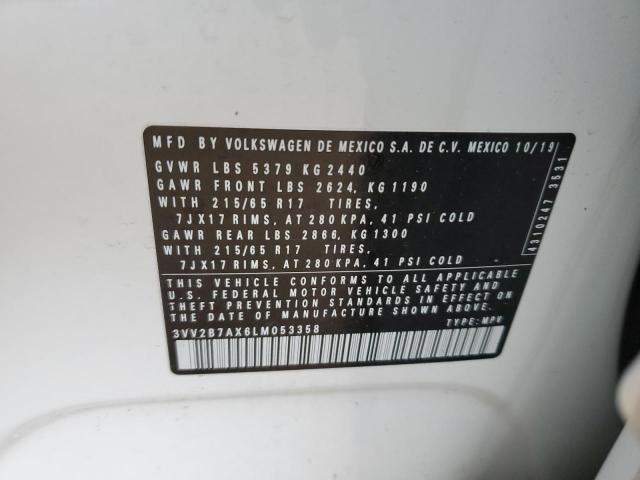 MFD BY VOLKSWAGEN DE MEXICO S.A. DE C.V. MEXICO 10/19
GVWR LBS 5379 KG 2440
GAWR FRONT LBS 2624, KG 1190
WITH 215/65 R17 TIRES,
7JX17 RIMS, AT 280 KPA, 41 PSI COLD
GAWR REAR LBS 2866, KG 1300
WITH 215/65 R17 TIRES,
7JX17 RIMS, AT 280 KPA, 41 PSI COLD
THIS VEHICLE CONFORMS TO ALL APPLICABLE
U.S. FEDERAL MOTOR VEHICLE SAFETY AND
THEFT PREVENTION STANDARDS IN EFFECT ON
THE DATE OF MANUFACTURE SHOWN ABOVE.
3VV2B7AX6LM053358 TYPE: MPV
4310247 3531